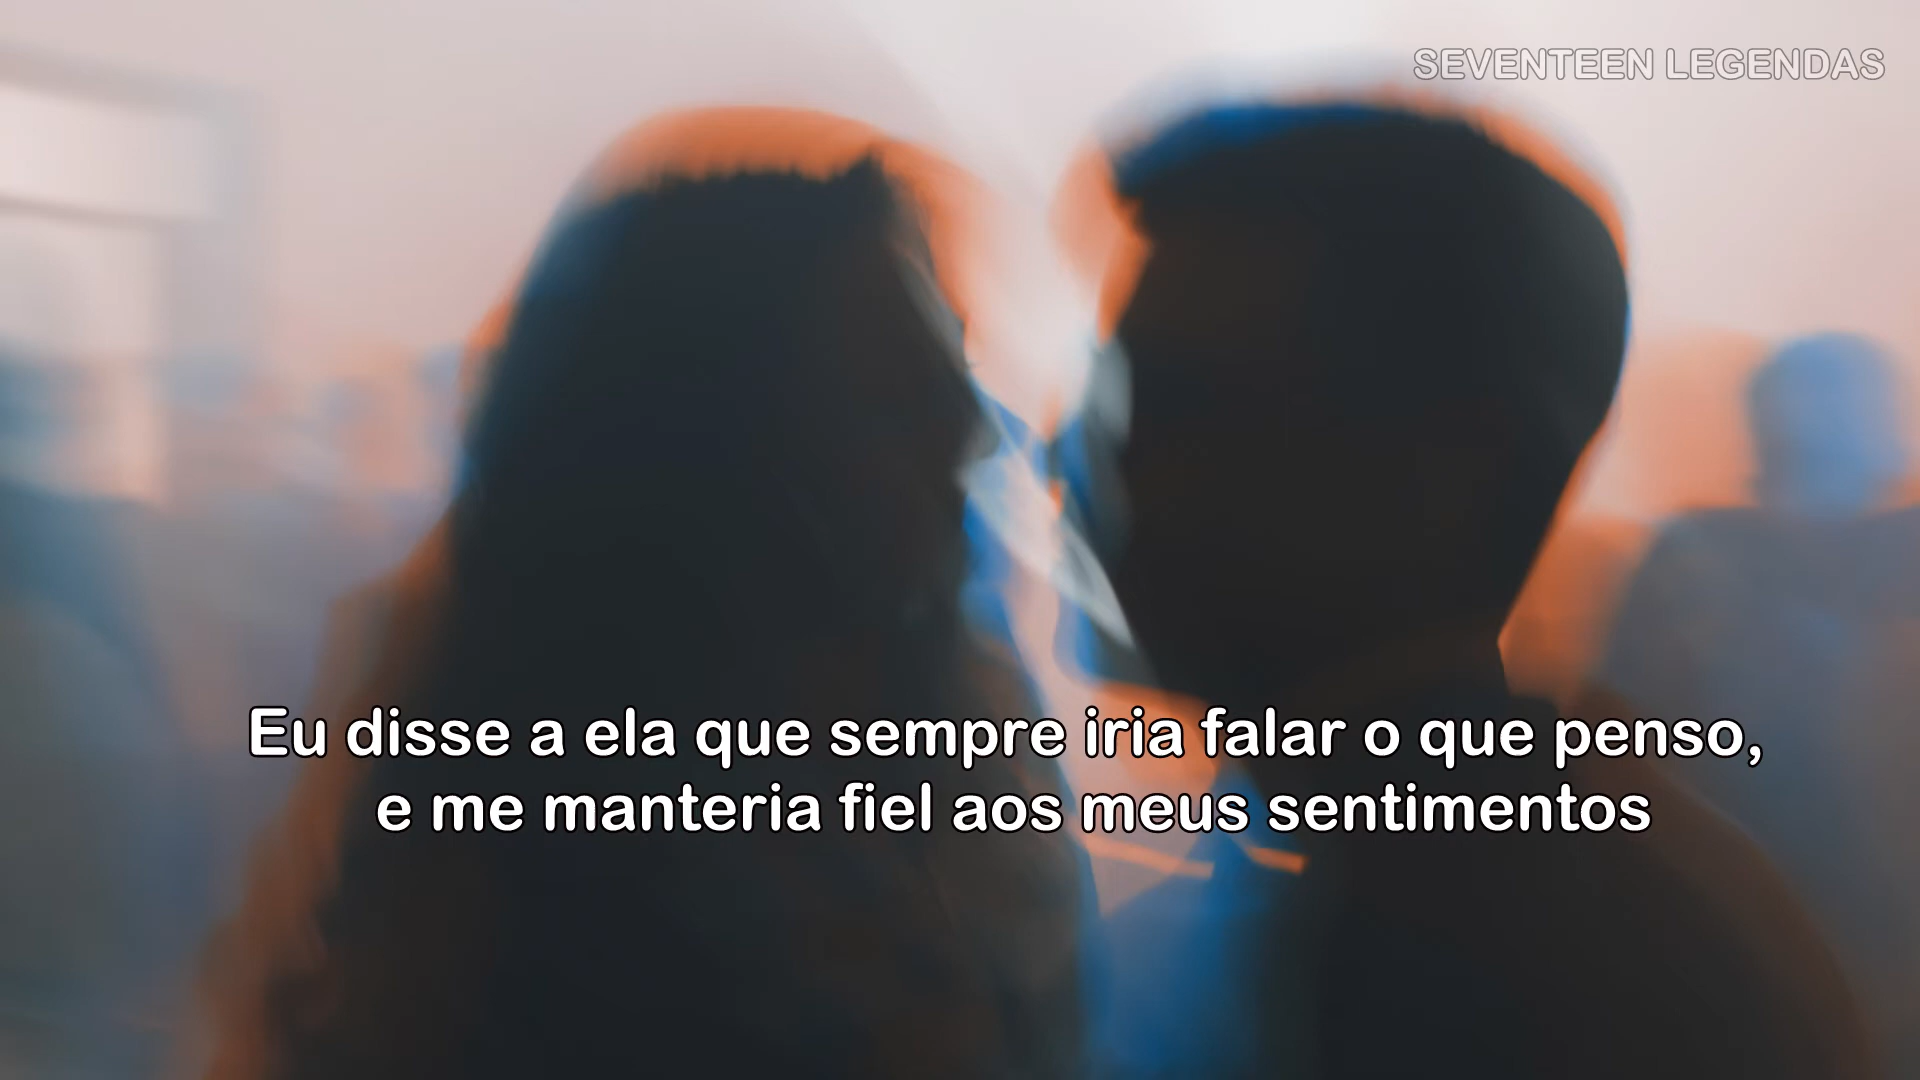 SEVENTEEN LEGENDAS
Eu disse a ela que sempre iria falar o que penso,
e me manteria fiel aos meus sentimentos